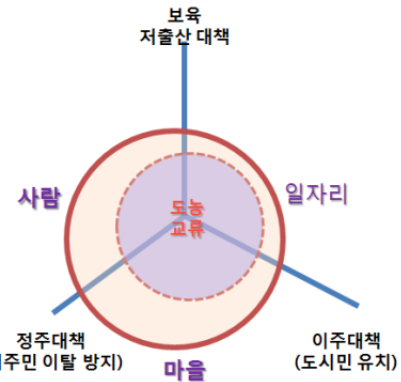 보육
저출산 대책
사람
일자리
도농
교류
정주대책
주민 이탈 방지)
이주대책
(도시민 유치)
마을